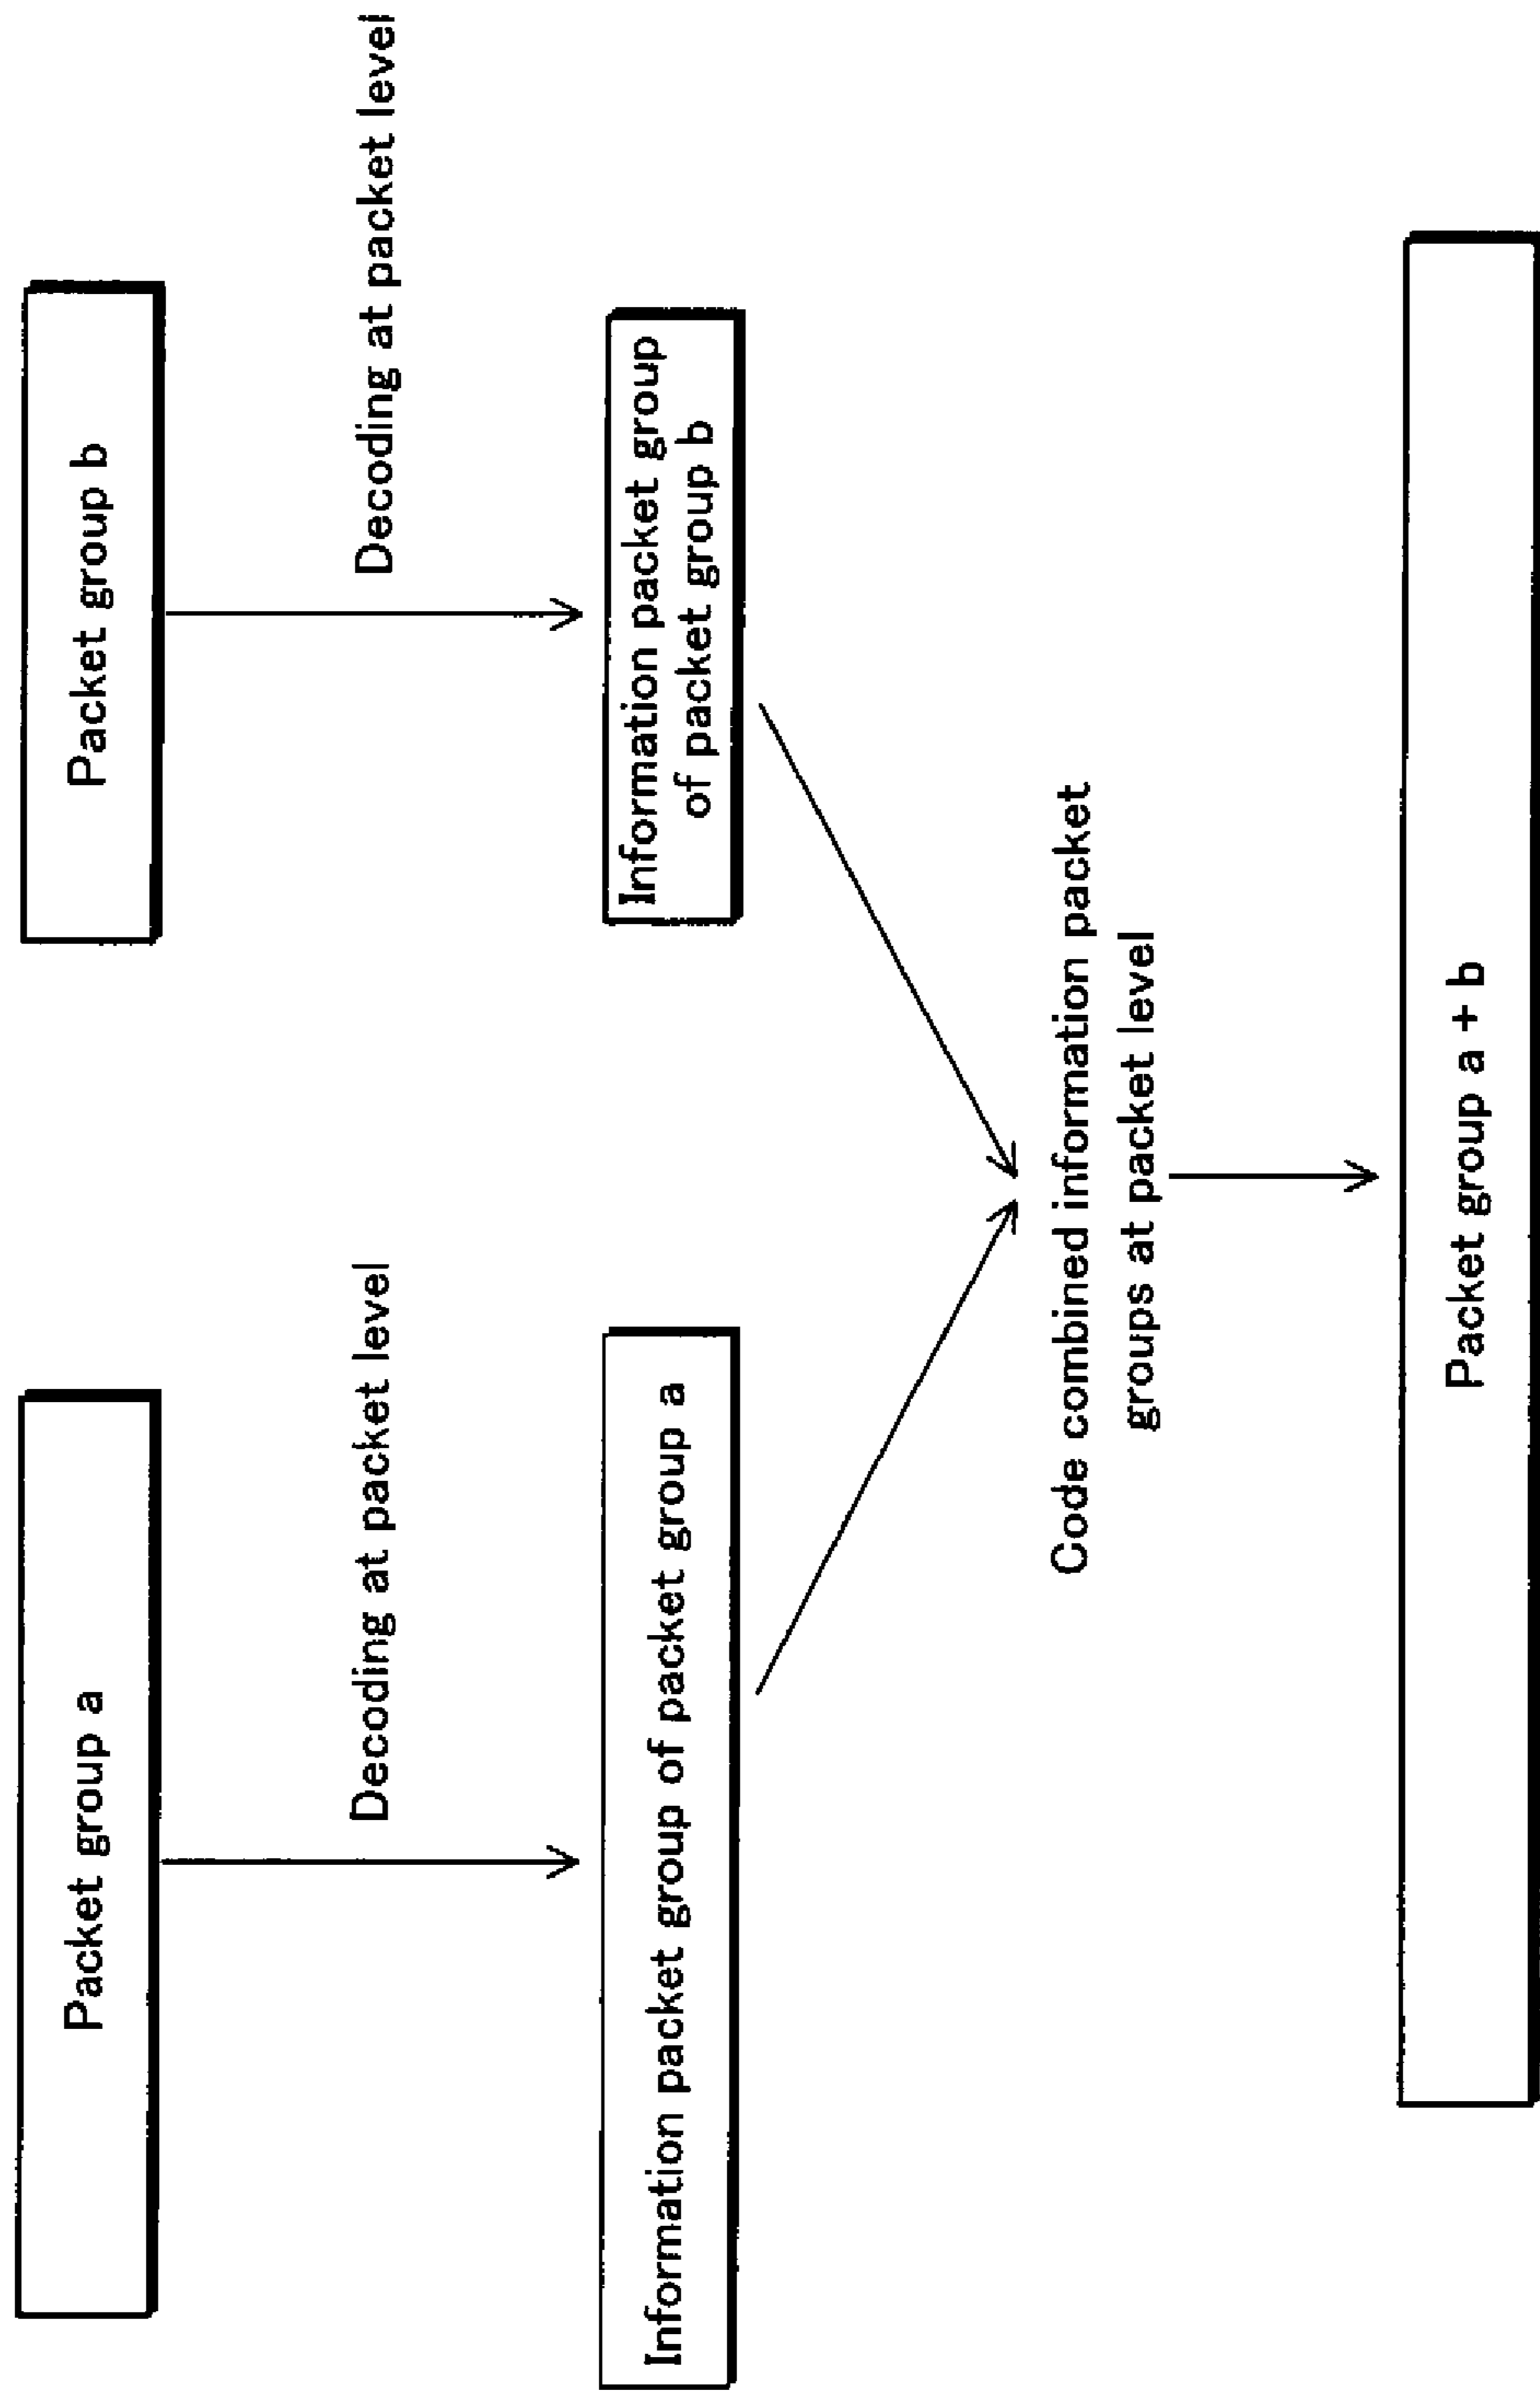 Packet group a
Packet group b
Decoding at packet level
Decoding at packet level
Information packet group of packet group a
Information packet group
of packet group b
Code combined information packet
groups at packet level
Packet group a + b